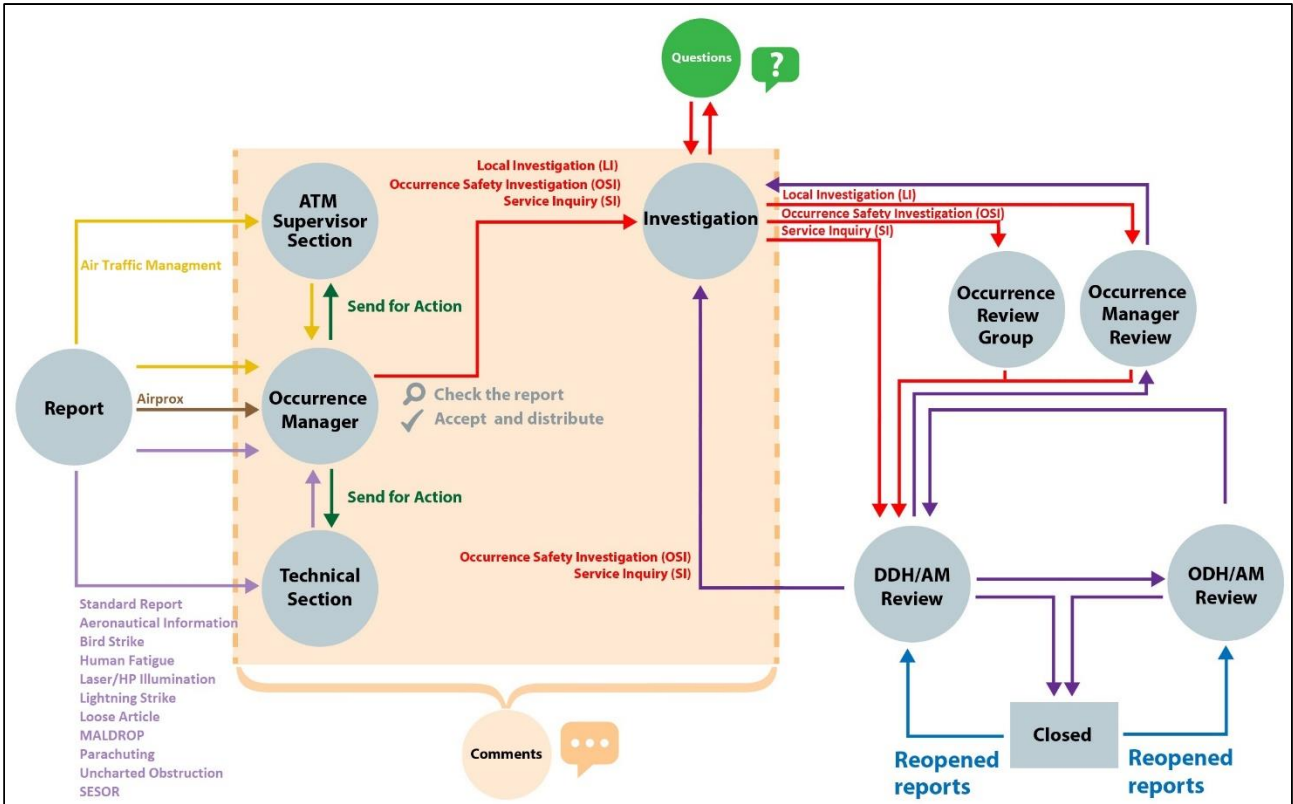 Questions
?
Local Investigation (LI)
Occurrence Safety Investigation (OSI)
Service Inquiry (SI)
ATM
Supervisor
Section
Investigation
Local Investigation (LI)
Occurrence Safety Investigation (OSI)
Service Inquiry (SI)
Air Traffic Managment
Send for Action
Occurrence
Review
Group
Occurrence
Manager
Review
Report
Airprox
Occurrence
Manager
Check the report
Accept and distribute
Send for Action
Technical
Section
Occurrence Safety Investigation (OSI)
Service Inquiry (SI)
DDH/AM
Review
ODH/AM
Review
Standard Report
Aeronautical Information
Bird Strike
Human Fatigue
Laser/HP Illumination
Lightning Strike
Loose Article
MALDROP
Parachuting
Uncharted Obstruction
SESOR
Comments
Closed
Reopened
reports
Reopened
reports